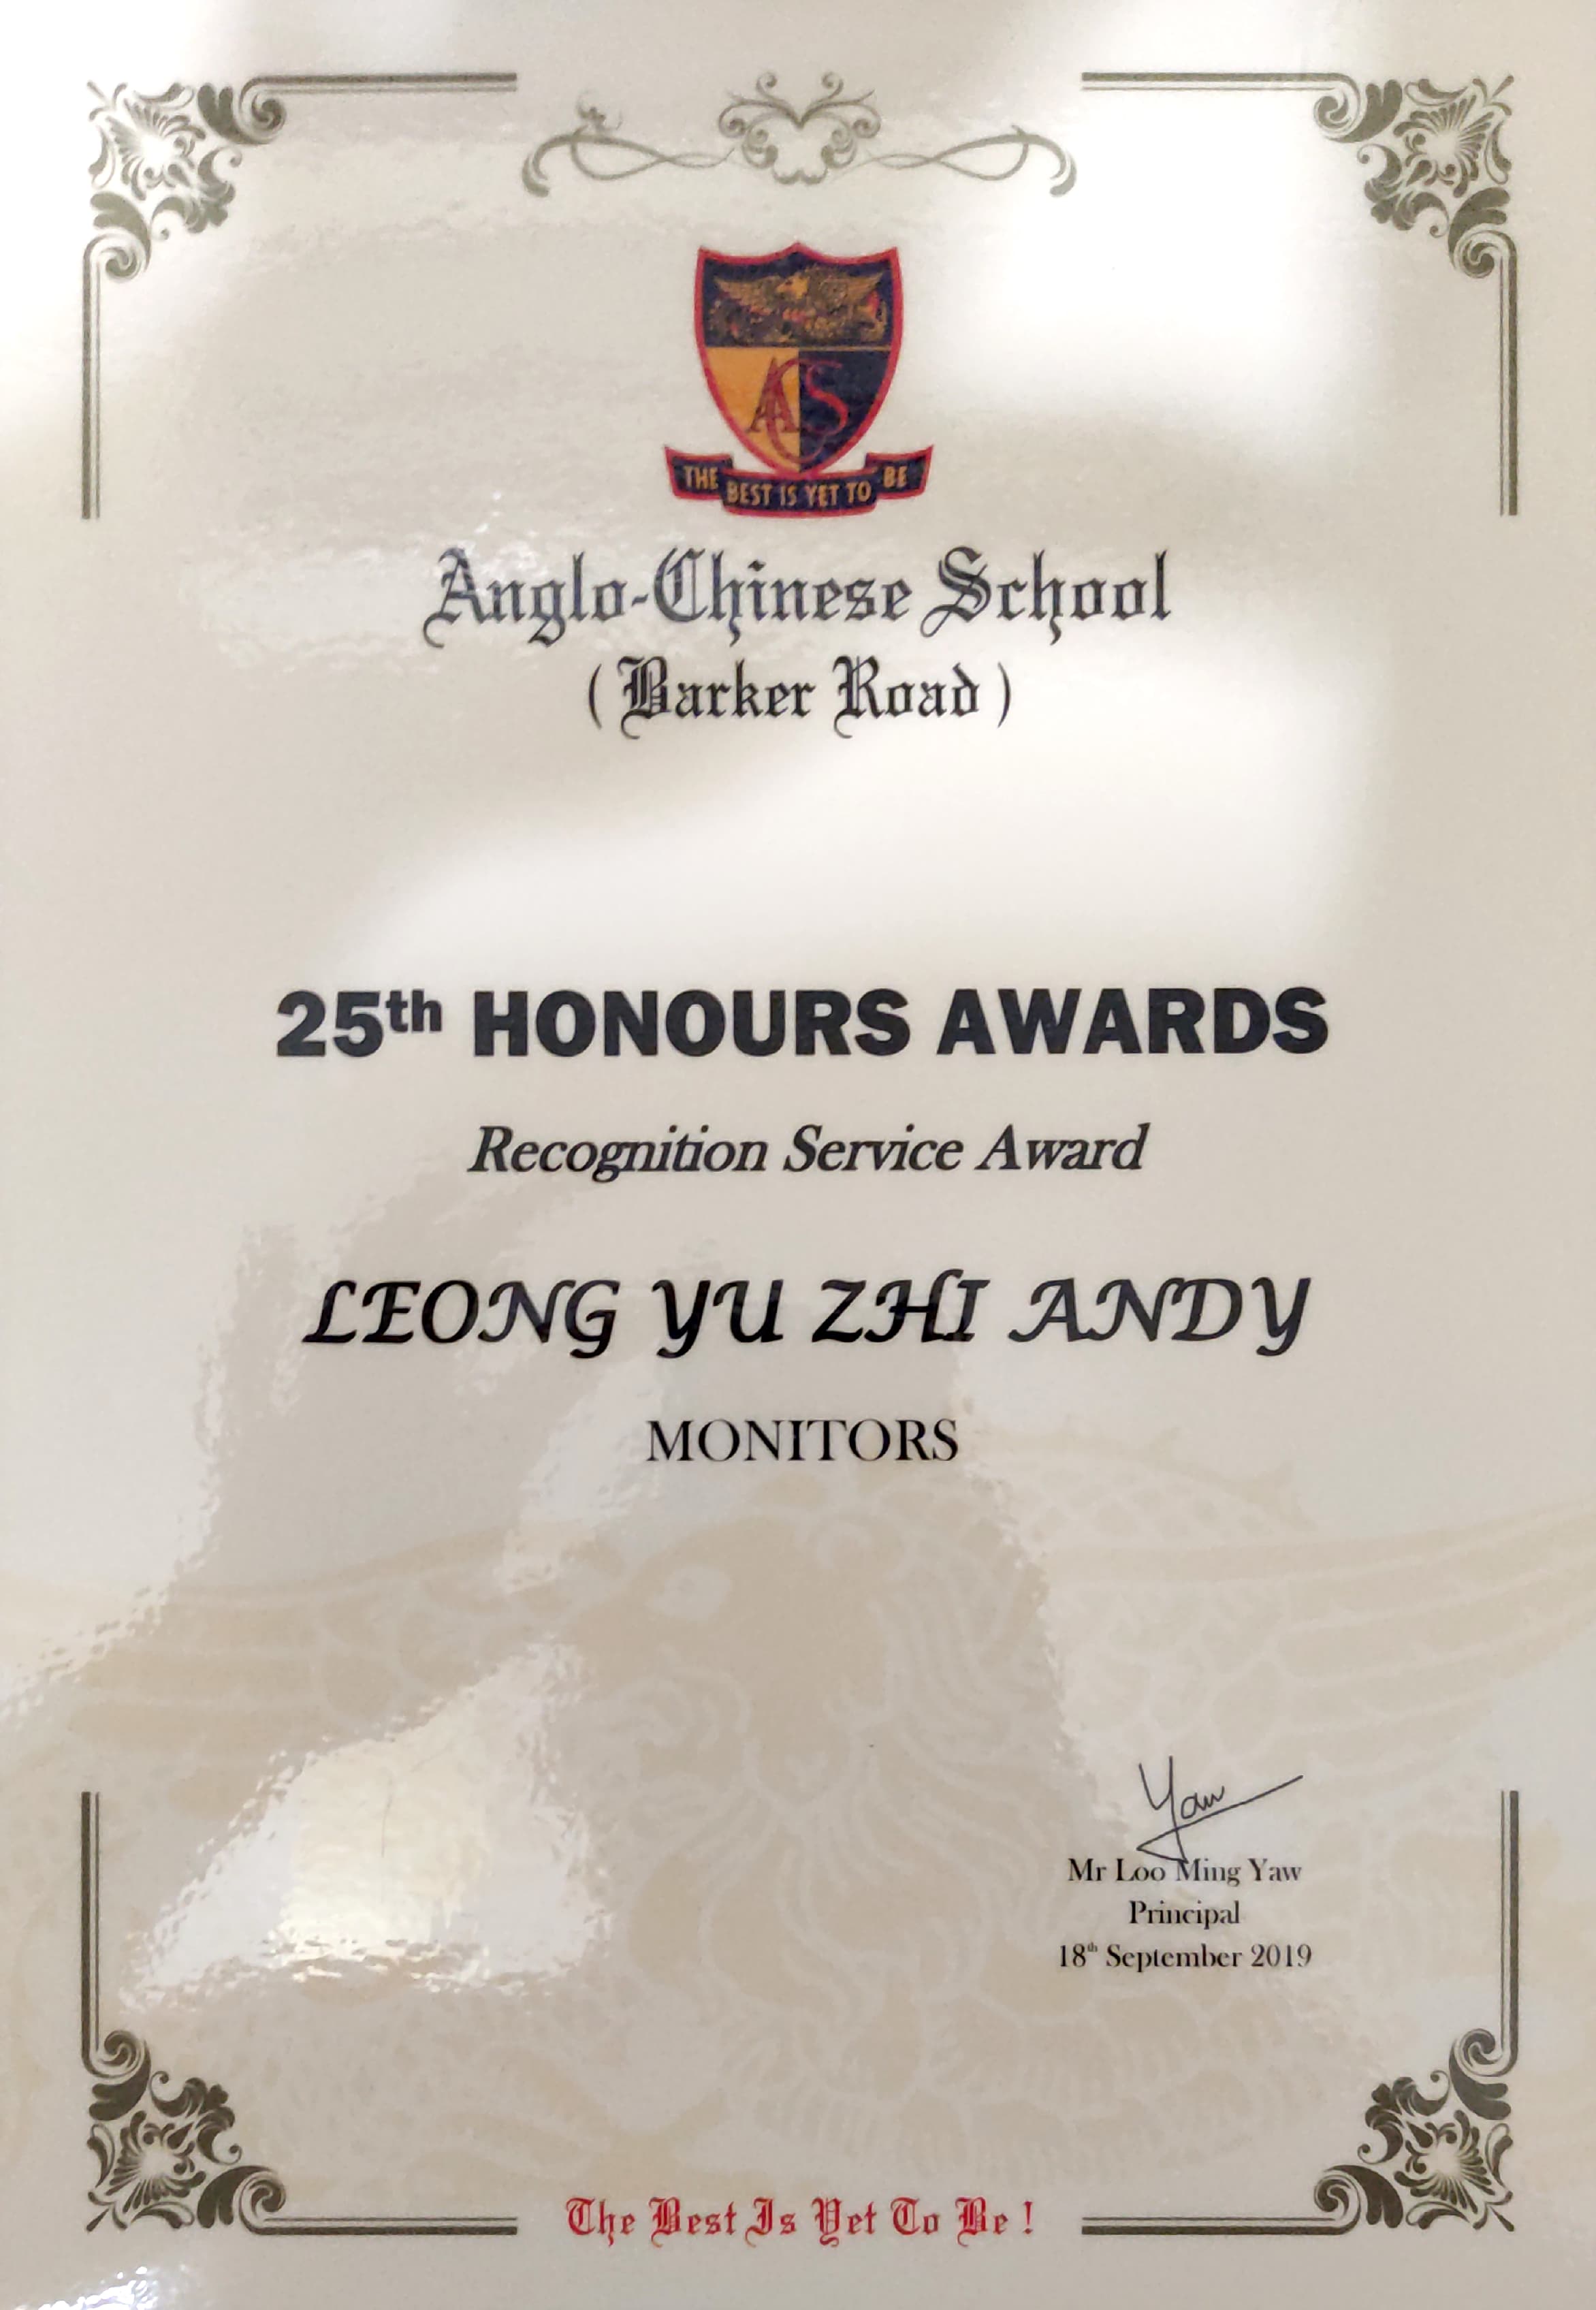 ACS
THE BEST IS YET TO BE
Anglo-Chinese School
( Barker Road )
25th HONOURS AWARDS
Recognition Service Award
LEONG YU ZHI ANDY
MONITORS
Yaw
Mr Loo Ming Yaw
Principal
18th September 2019
The Best Is Yet To Be !